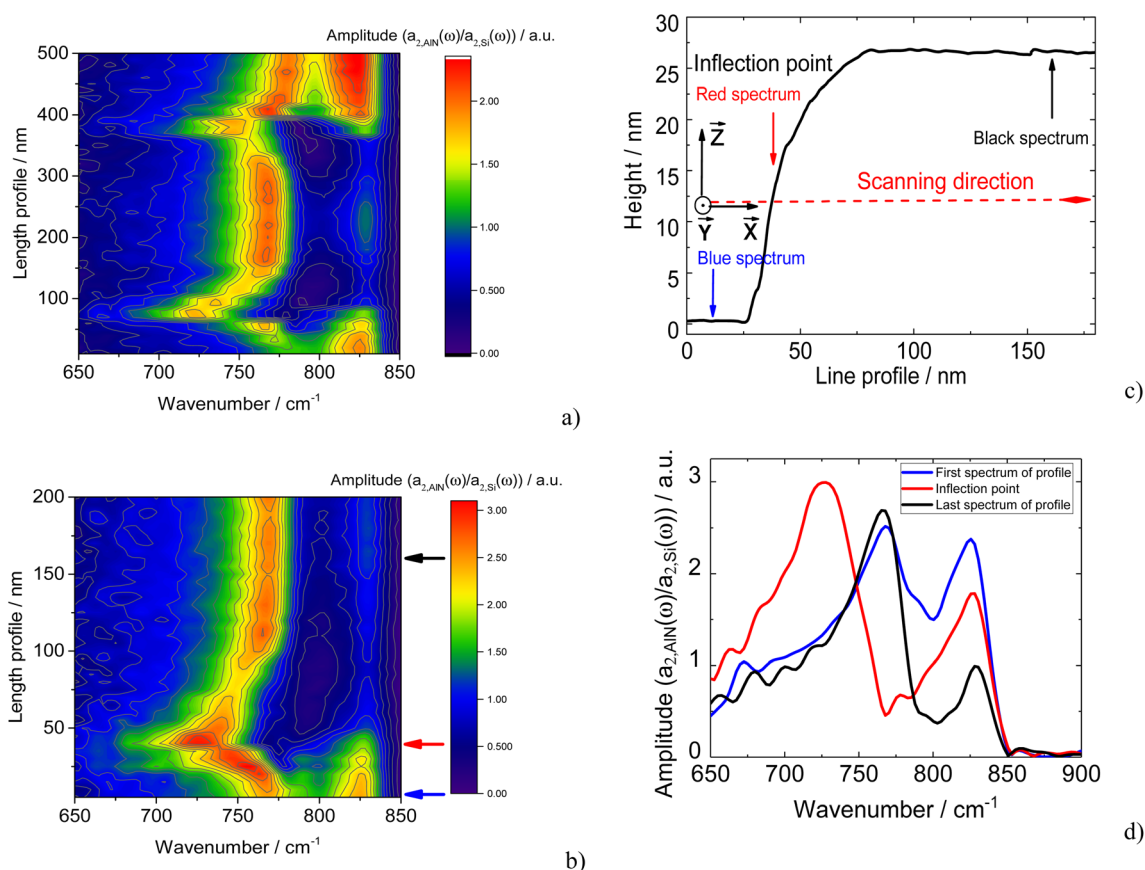 Amplitude (a₂,AlN(ω)/a₂,Si(ω)) / a.u.
500
400
300
200
100
Length profile / nm
650
700
750
800
850
Wavenumber / cm⁻¹
2.00
1.50
1.00
0.500
0.00
a)
Amplitude (a₂,AlN(ω)/a₂,Si(ω)) / a.u.
200
150
100
50
Length profile / nm
650
700
750
800
850
Wavenumber / cm⁻¹
3.00
2.50
2.00
1.50
1.00
0.500
0.00
b)
30
25
20
15
10
5
0
Height / nm
Inflection point
Red spectrum
Z
Black spectrum
Scanning direction
Y
X
Blue spectrum
0
50
100
150
Line profile / nm
c)
Amplitude (a₂,AlN(ω)/a₂,Si(ω)) / a.u.
3
2
1
0
First spectrum of profile
Inflection point
Last spectrum of profile
650
700
750
800
850
900
Wavenumber / cm⁻¹
d)